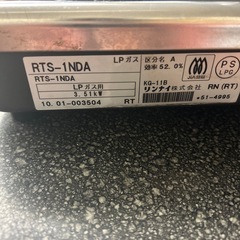 RTS-1NDA
LPガス
RTS-1NDA
区分名 A
効率 52.0%
LPガス用
3.51kW
KG-11B
リンナイ株式会社 RN (RT)
10.01-003504 RT
51-4995
PS
LPG